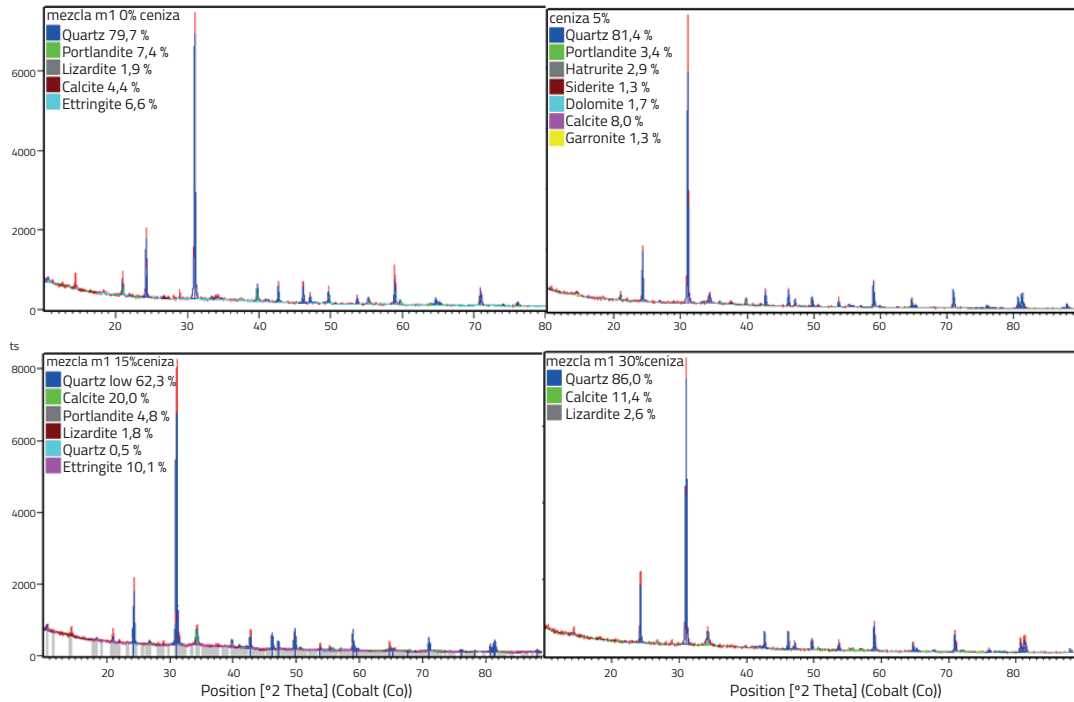 mezcla m1 0% ceniza
Quartz 79,7 %
Portlandite 7,4 %
Lizardite 1,9 %
Calcite 4,4 %
Ettringite 6,6 %
6000
4000
2000
0
20 30 40 50 60 70 80
ceniza 5%
Quartz 81,4 %
Portlandite 3,4 %
Hatrurite 2,9 %
Siderite 1,3 %
Dolomite 1,7 %
Calcite 8,0 %
Garronite 1,3 %
20 30 40 50 60 70 80
ts
mezcla m1 15%ceniza
Quartz low 62,3 %
Calcite 20,0 %
Portlandite 4,8 %
Lizardite 1,8 %
Quartz 0,5 %
Ettringite 10,1 %
8000
6000
4000
2000
0
20 30 40 50 60 70 80
Position [°2 Theta] (Cobalt (Co))
mezcla m1 30%ceniza
Quartz 86,0 %
Calcite 11,4 %
Lizardite 2,6 %
20 30 40 50 60 70 80
Position [°2 Theta] (Cobalt (Co))